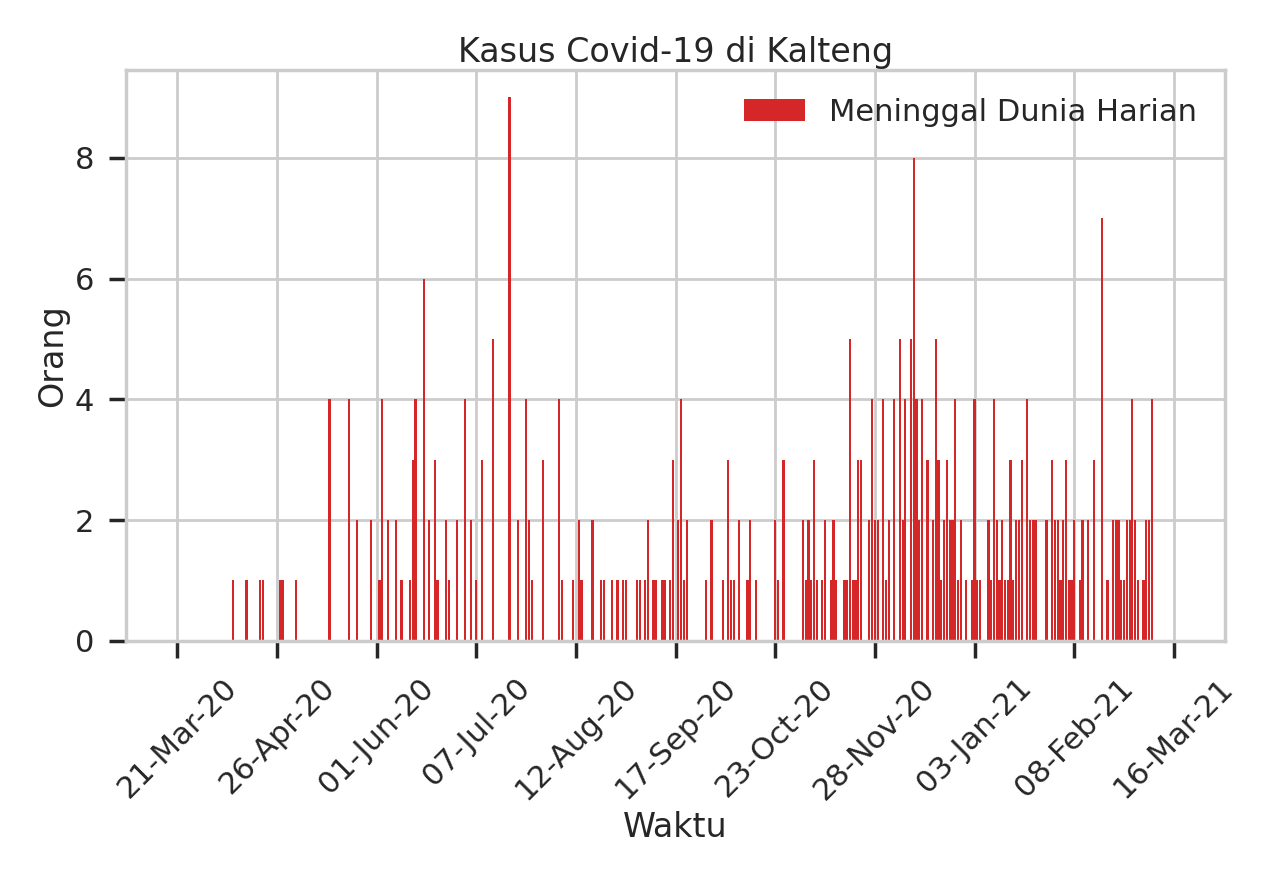 Kasus Covid-19 di Kalteng
Meninggal Dunia Harian
Orang
8
6
4
2
0
21-Mar-20
26-Apr-20
01-Jun-20
07-Jul-20
12-Aug-20
17-Sep-20
23-Oct-20
28-Nov-20
03-Jan-21
08-Feb-21
16-Mar-21
Waktu